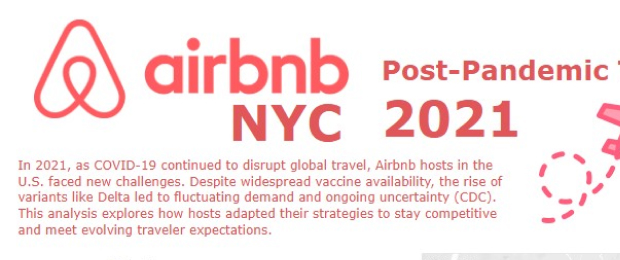 airbnb
Post-Pandemic
NYC 2021
In 2021, as COVID-19 continued to disrupt global travel, Airbnb hosts in the
U.S. faced new challenges. Despite widespread vaccine availability, the rise of
variants like Delta led to fluctuating demand and ongoing uncertainty (CDC).
This analysis explores how hosts adapted their strategies to stay competitive
and meet evolving traveler expectations.